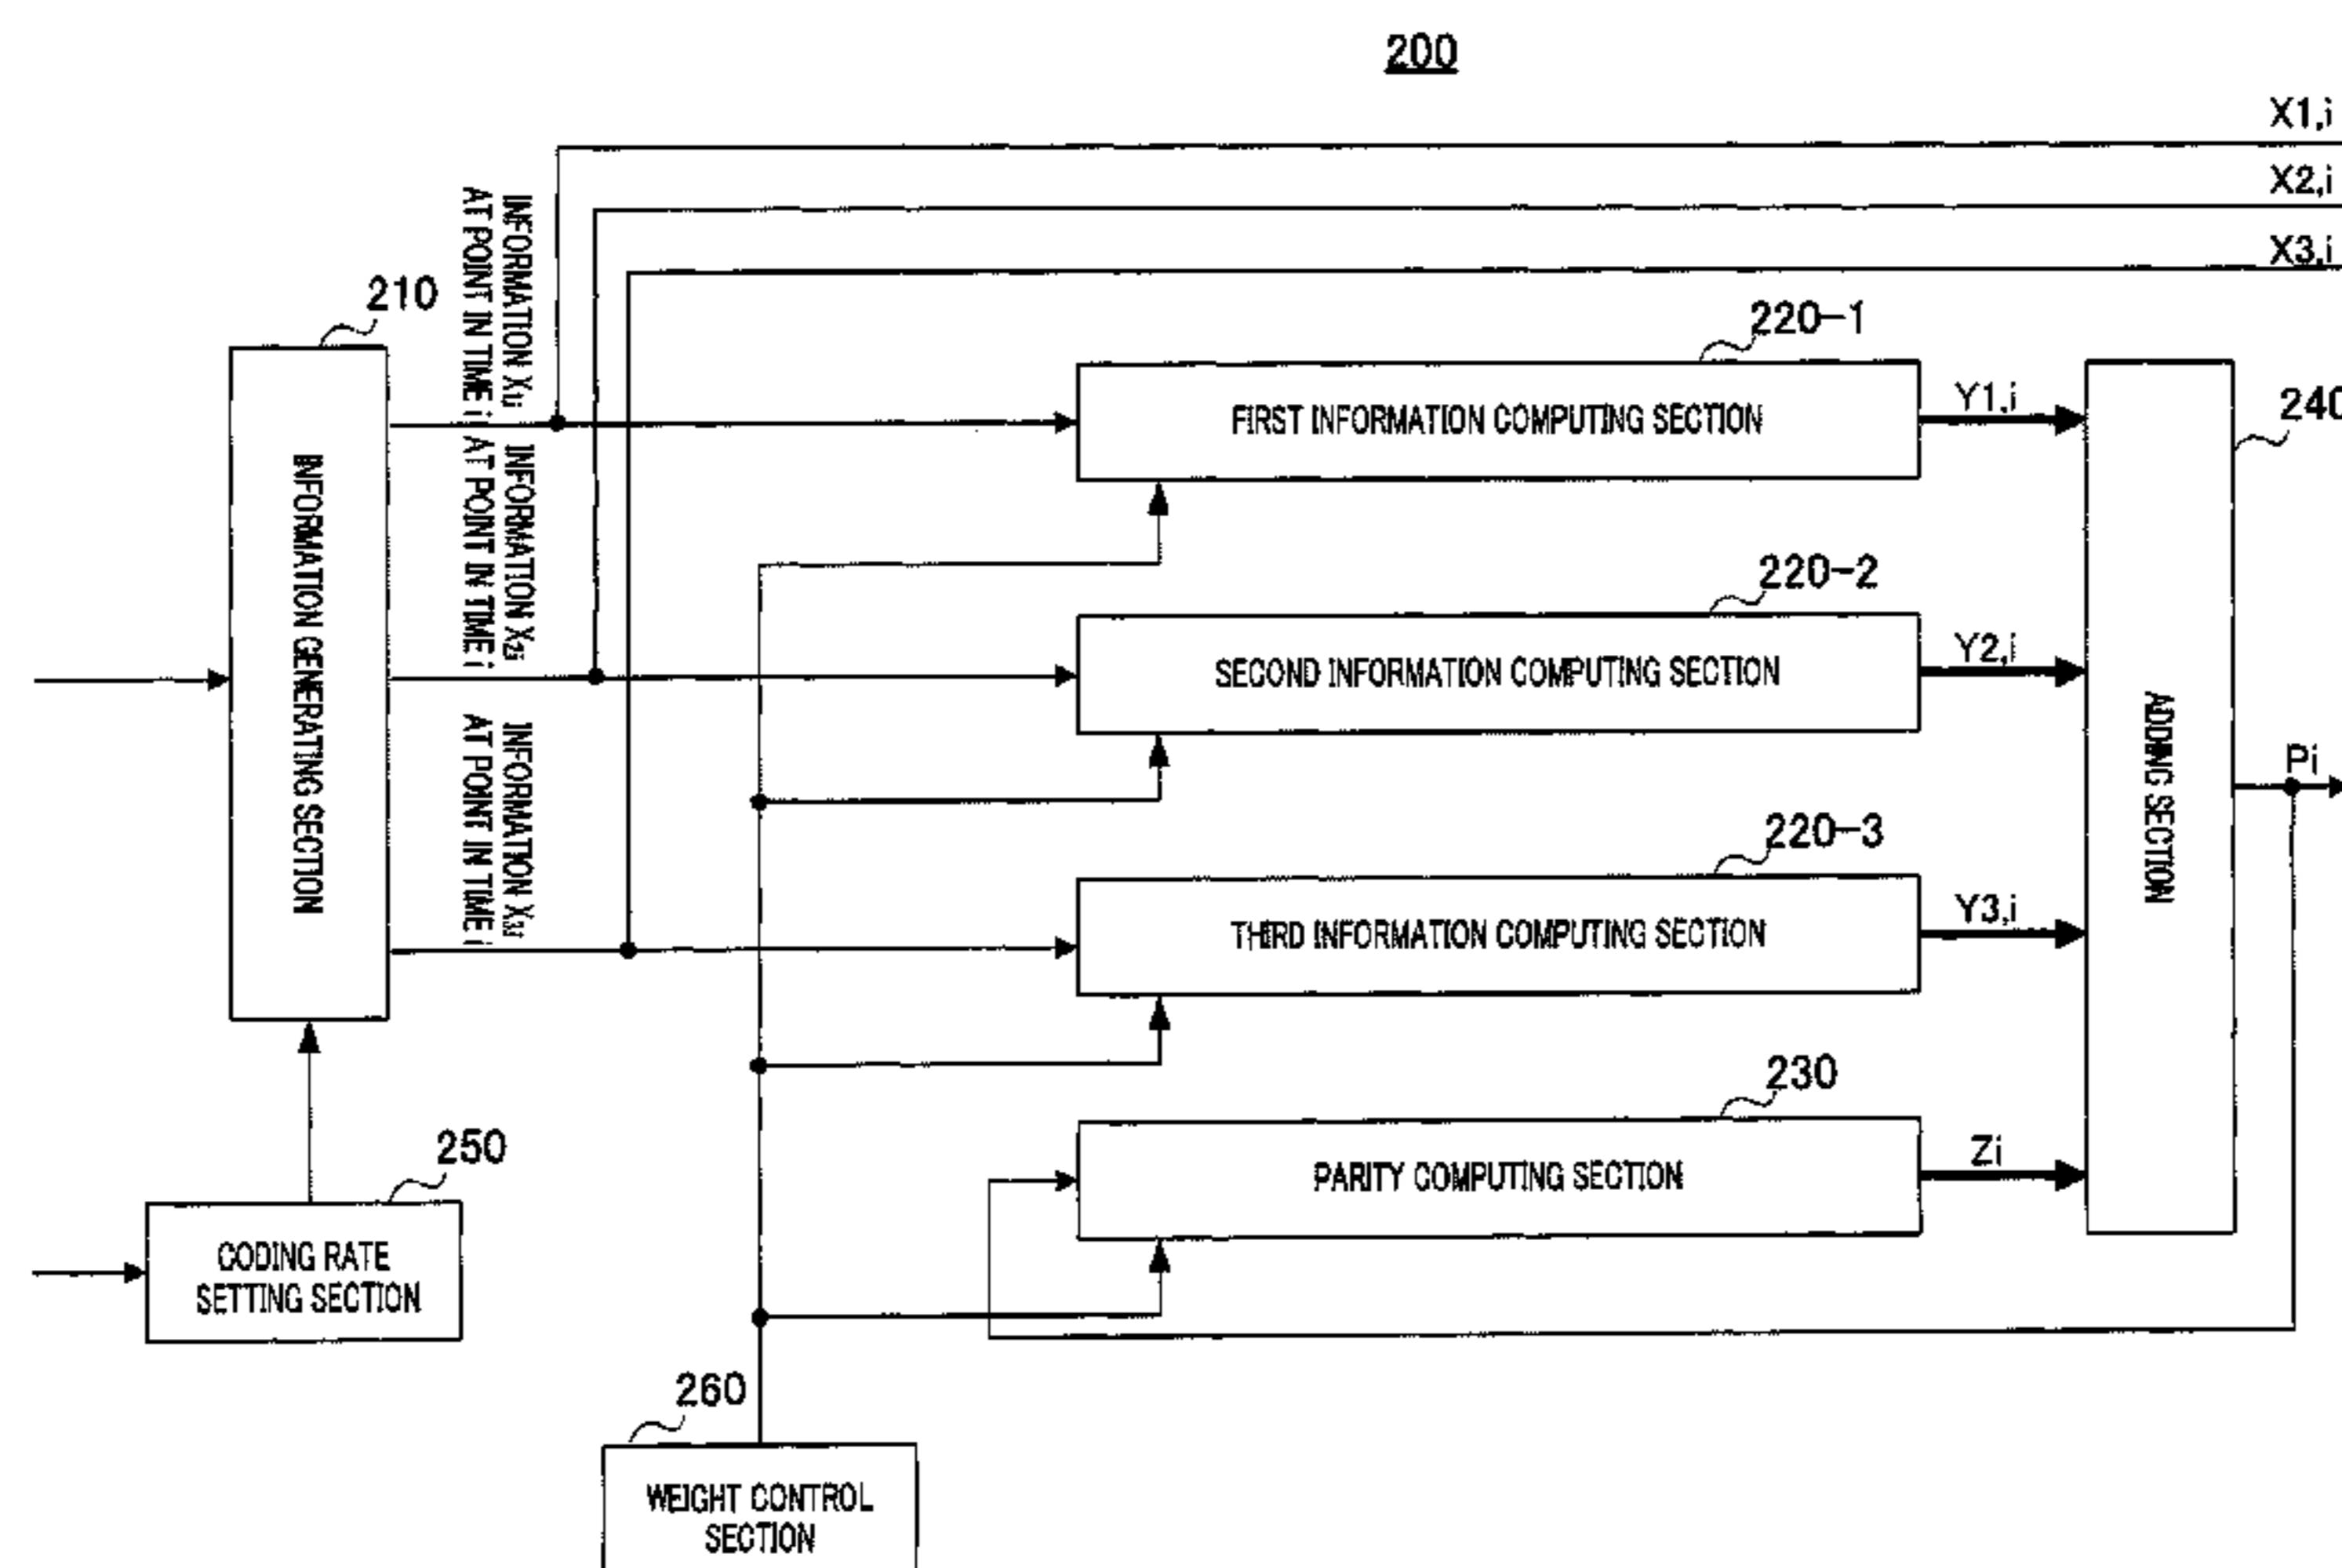 200
X1,i
X2,i
X3,i
210
INFORMATION X1,i
AT POINT IN TIME i
INFORMATION X2,i
AT POINT IN TIME i
INFORMATION X3,i
AT POINT IN TIME i
INFORMATION GENERATING SECTION
220-1
FIRST INFORMATION COMPUTING SECTION
Y1,i
240
220-2
SECOND INFORMATION COMPUTING SECTION
Y2,i
ADDING SECTION
Pi
220-3
THIRD INFORMATION COMPUTING SECTION
Y3,i
230
PARITY COMPUTING SECTION
Zi
250
CODING RATE
SETTING SECTION
260
WEIGHT CONTROL
SECTION